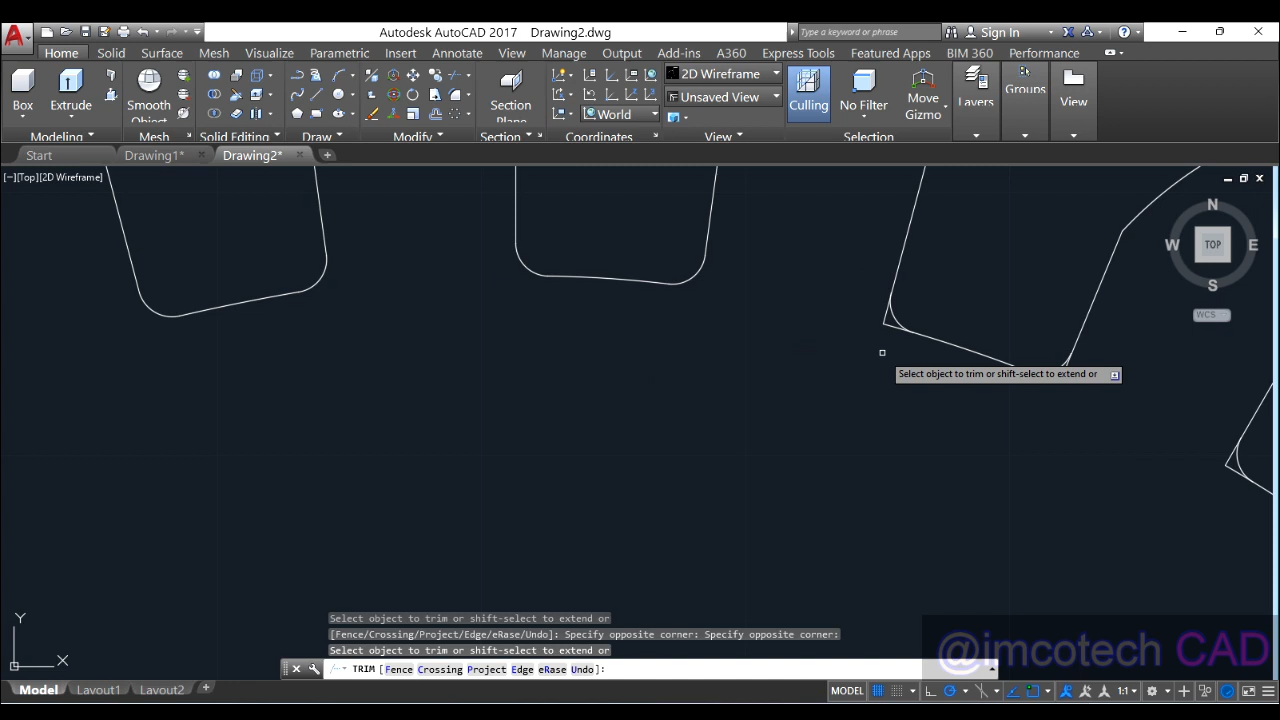 Autodesk AutoCAD 2017 Drawing2.dwg
Type a keyword or phrase
Sign In
Home Solid Surface Mesh Visualize Parametric Insert Annotate View Manage Output Add-ins A360 Express Tools Featured Apps BIM 360 Performance
2D Wireframe
Unsaved View
World
Box Extrude Smooth Object Section Plane Culling No Filter Move Gizmo Layers Groups View
Modeling Mesh Solid Editing Draw Modify Section Coordinates View Selection
Start Drawing1* Drawing2*
[−][Top][2D Wireframe]
N
W TOP E
S
WCS
Select object to trim or shift-select to extend or
Y
X
Select object to trim or shift-select to extend or
[Fence/Crossing/Project/Edge/eRase/Undo]: Specify opposite corner: Specify opposite corner:
Select object to trim or shift-select to extend or
TRIM [Fence Crossing Project Edge eRase Undo]:
@imcotech CAD
Model Layout1 Layout2
MODEL 1:1